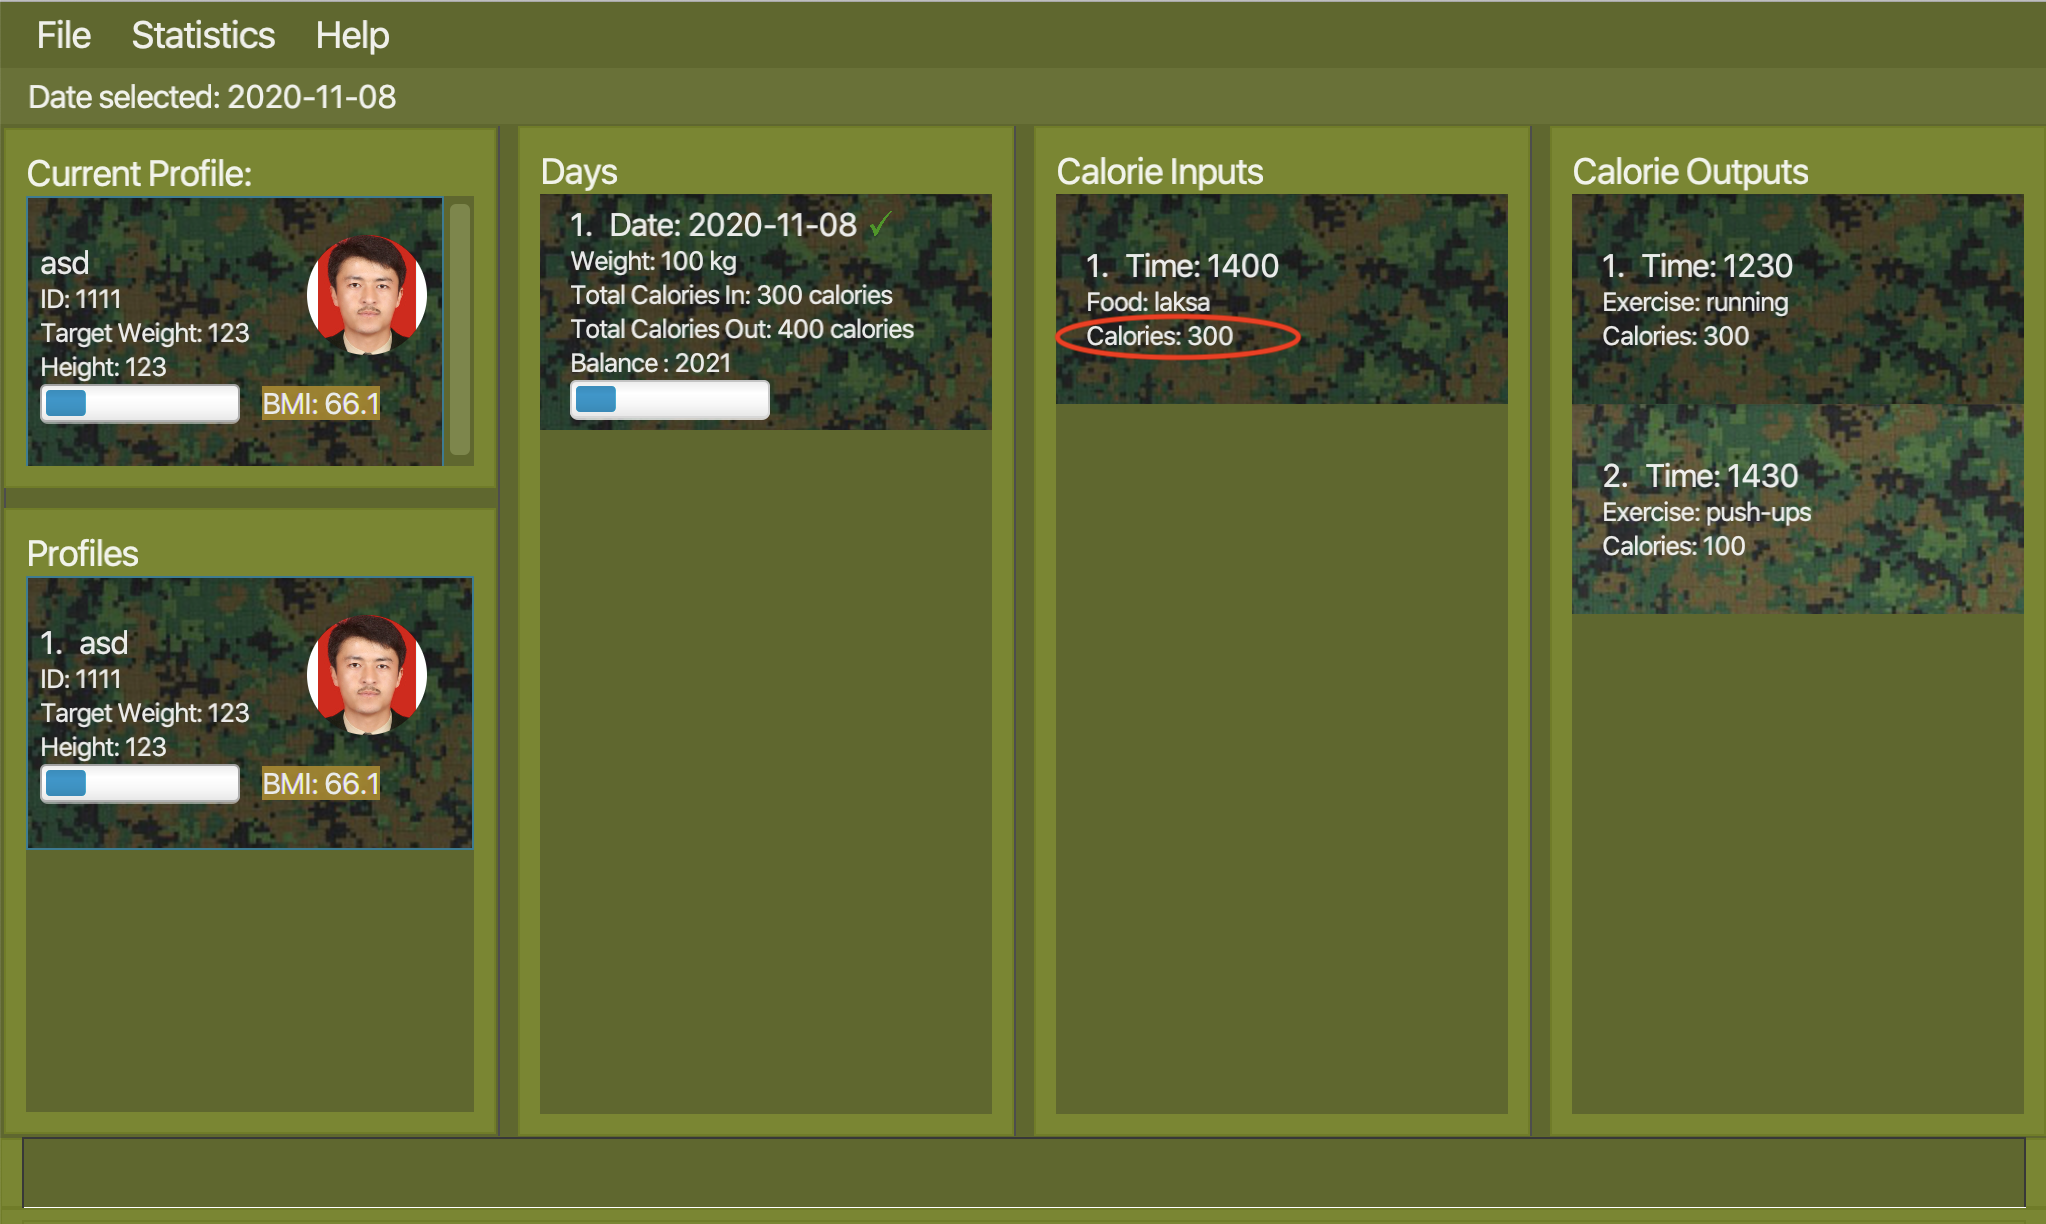 File Statistics Help
Date selected: 2020-11-08
Current Profile:
asd
ID: 1111
Target Weight: 123
Height: 123
BMI: 66.1
Profiles
1. asd
ID: 1111
Target Weight: 123
Height: 123
BMI: 66.1
Days
1. Date: 2020-11-08 ✓
Weight: 100 kg
Total Calories In: 300 calories
Total Calories Out: 400 calories
Balance : 2021
Calorie Inputs
1. Time: 1400
Food: laksa
Calories: 300
Calorie Outputs
1. Time: 1230
Exercise: running
Calories: 300
2. Time: 1430
Exercise: push-ups
Calories: 100